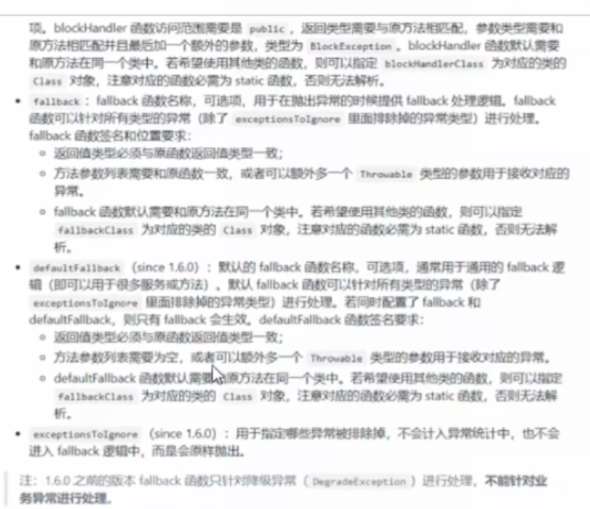 项。blockHandler 函数访问范围需要是 public，返回类型需要与原方法相匹配，参数类型需要和
原方法相匹配并且最后加一个额外的参数，类型为 BlockException。blockHandler 函数默认需要
和原方法在同一个类中。若希望使用其他类的函数，则可以指定 blockHandlerClass 为对应的类的
Class 对象，注意对应的函数必需为 static 函数，否则无法解析。
• fallback：fallback 函数名称，可选项，用于在抛出异常的时候提供 fallback 处理逻辑。fallback
函数可以针对所有类型的异常（除了 exceptionsToIgnore 里面排除掉的异常类型）进行处理。
fallback 函数签名和位置要求：
○ 返回值类型必须与原函数返回值类型一致；
○ 方法参数列表需要和原函数一致，或者可以额外多一个 Throwable 类型的参数用于接收对应的
异常。
○ fallback 函数默认需要和原方法在同一个类中。若希望使用其他类的函数，则可以指定
fallbackClass 为对应的类的 Class 对象，注意对应的函数必需为 static 函数，否则无法解
析。
• defaultFallback（since 1.6.0）：默认的 fallback 函数名称，可选项，通常用于通用的 fallback 逻
辑（即可以用于很多服务或方法）。默认 fallback 函数可以针对所有类型的异常（除了
exceptionsToIgnore 里面排除掉的异常类型）进行处理。若同时配置了 fallback 和
defaultFallback，则只有 fallback 会生效。defaultFallback 函数签名要求：
○ 返回值类型必须与原函数返回值类型一致；
○ 方法参数列表需要为空，或者可以额外多一个 Throwable 类型的参数用于接收对应的异常。
○ defaultFallback 函数默认需要和原方法在同一个类中。若希望使用其他类的函数，则可以指定
fallbackClass 为对应的类的 Class 对象，注意对应的函数必需为 static 函数，否则无法解
析。
• exceptionsToIgnore（since 1.6.0）：用于指定哪些异常被排除掉，不会计入异常统计中，也不会
进入 fallback 逻辑中，而是会原样抛出。
注：1.6.0 之前的版本 fallback 函数只针对降级异常（DegradeException）进行处理，不能针对业
务异常进行处理。